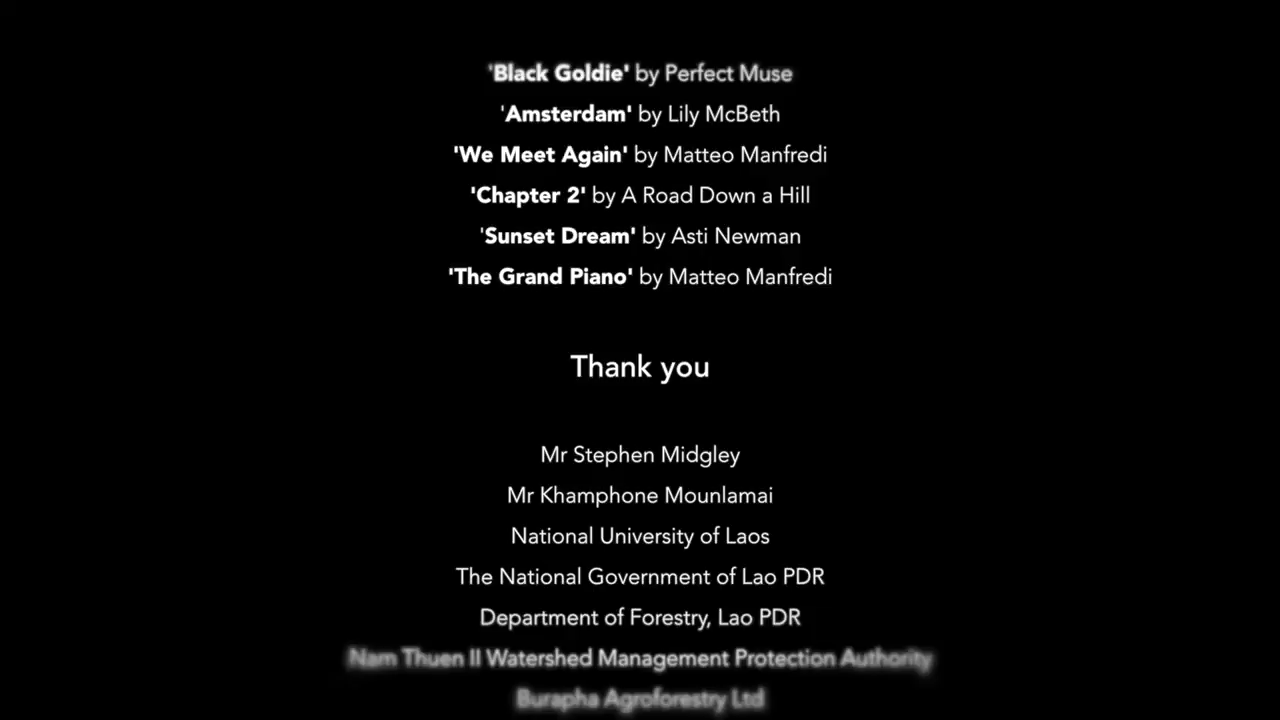 'Black Goldie' by Perfect Muse
'Amsterdam' by Lily McBeth
'We Meet Again' by Matteo Manfredi
'Chapter 2' by A Road Down a Hill
'Sunset Dream' by Asti Newman
'The Grand Piano' by Matteo Manfredi
Thank you
Mr Stephen Midgley
Mr Khamphone Mounlamai
National University of Laos
The National Government of Lao PDR
Department of Forestry, Lao PDR
Nam Thuen II Watershed Management Protection Authority
Burapha Agroforestry Ltd